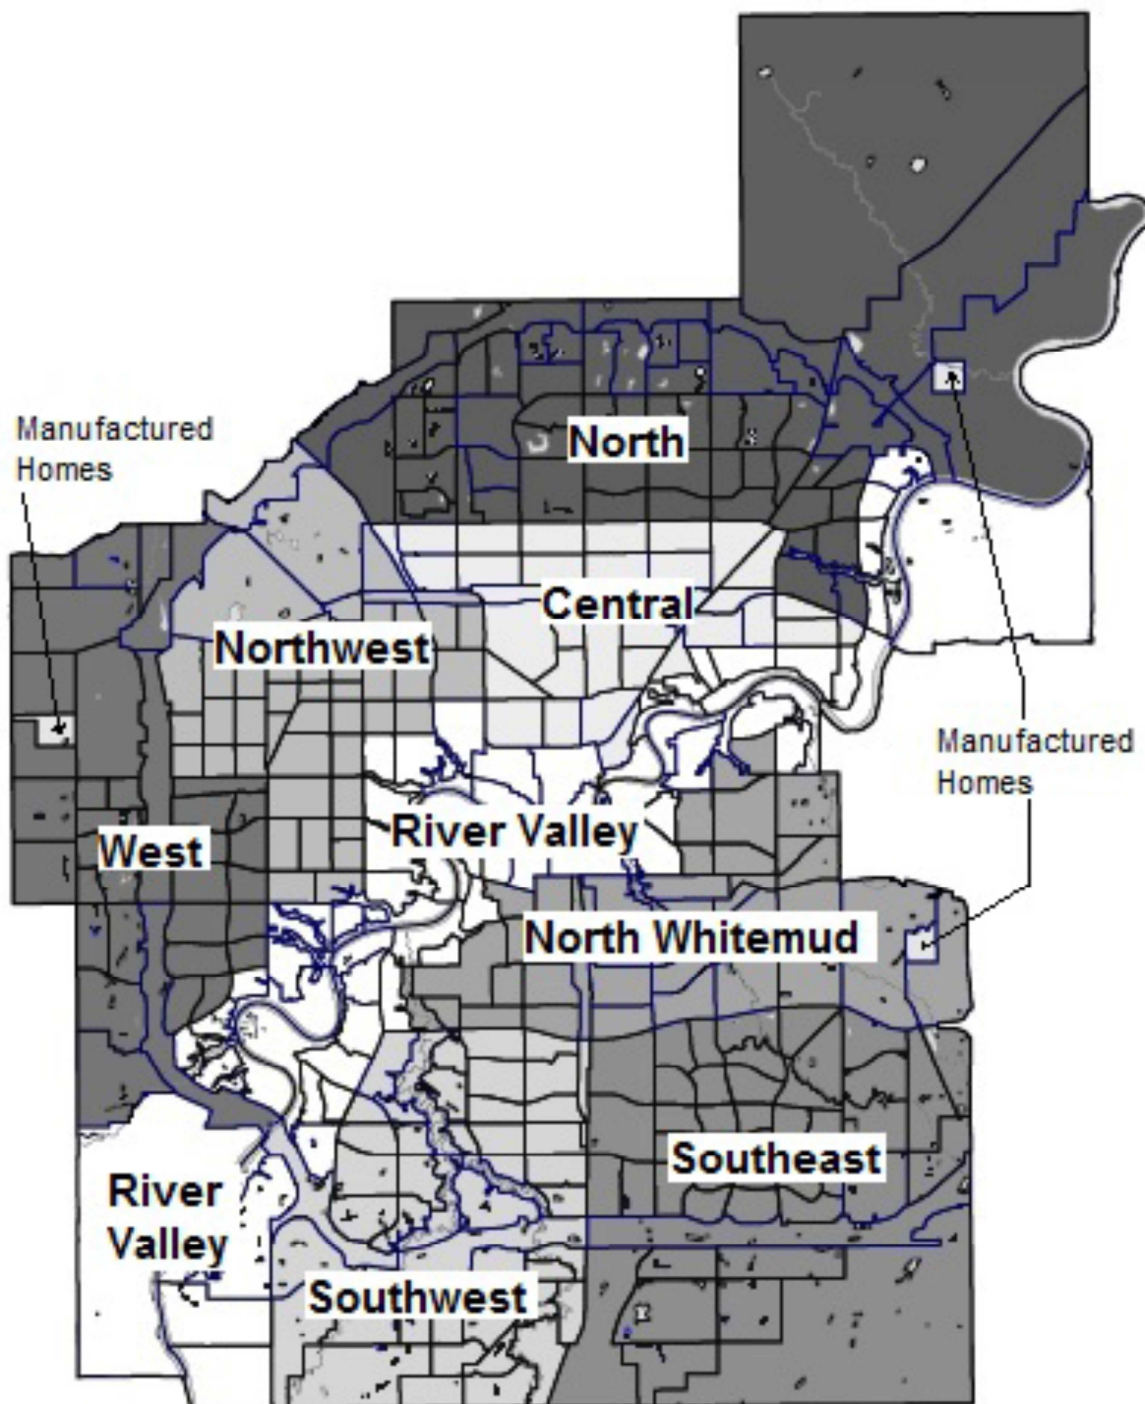 North
Manufactured
Homes
Central
Northwest
Manufactured
Homes
River Valley
West
North Whitemud
Southeast
River
Valley
Southwest